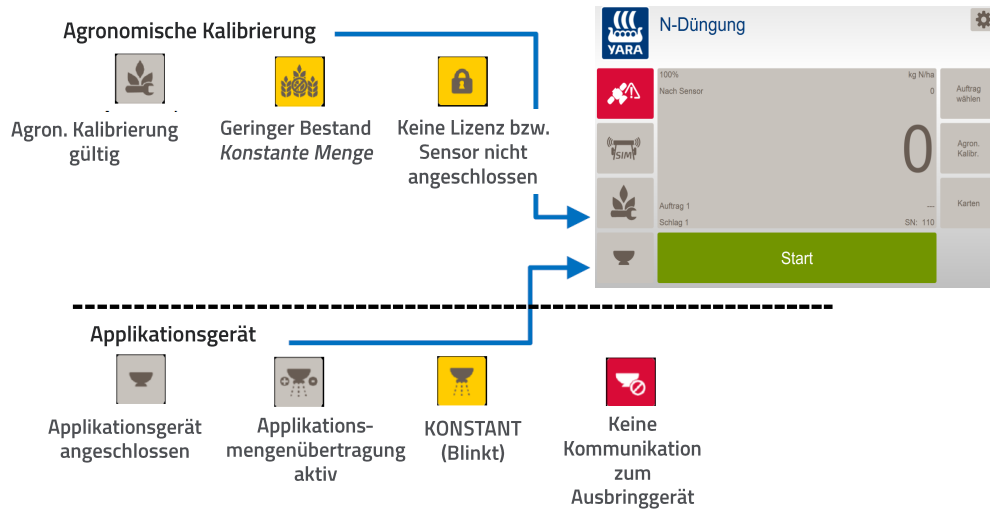 Agronomische Kalibrierung
Agron. Kalibrierung
gültig
Geringer Bestand
Konstante Menge
Keine Lizenz bzw.
Sensor nicht
angeschlossen
YARA
N-Düngung
100%
kg N/ha
Nach Sensor
0
SIM
0
Auftrag 1
---
Schlag 1
SN: 110
Start
Auftrag
wählen
Agron.
Kalibr.
Karten
Applikationsgerät
Applikationsgerät
angeschlossen
Applikations-
mengenübertragung
aktiv
KONSTANT
(Blinkt)
Keine
Kommunikation
zum
Ausbringgerät